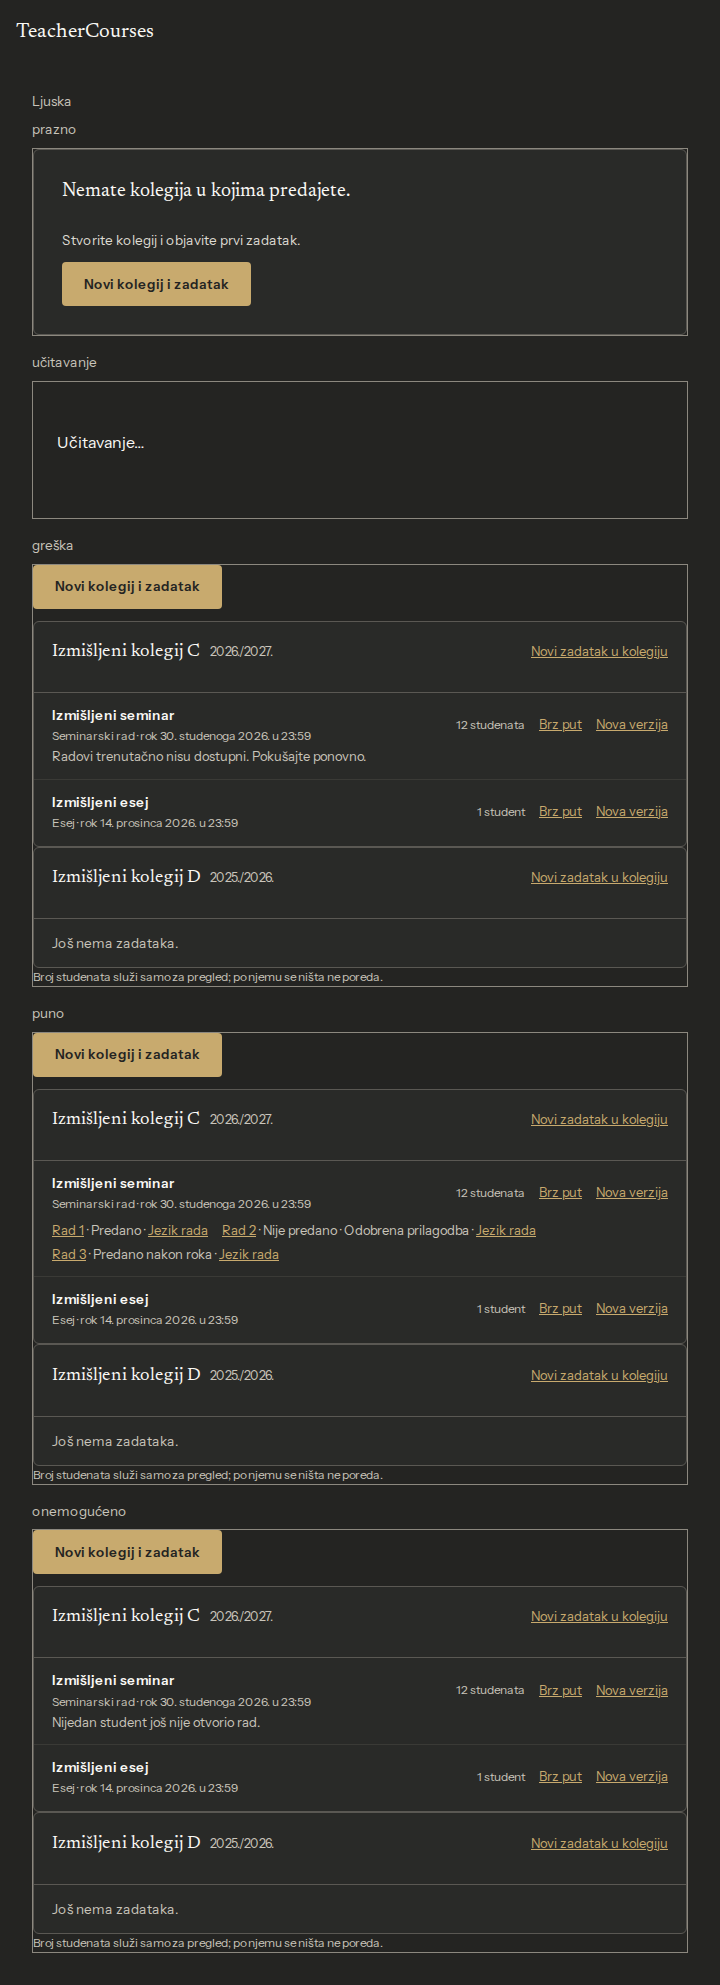 TeacherCourses
Ljuska
prazno
Nemate kolegija u kojima predajete.
Stvorite kolegij i objavite prvi zadatak.
Novi kolegij i zadatak
učitavanje
Učitavanje…
greška
Novi kolegij i zadatak
Izmišljeni kolegij C 2026./2027. Novi zadatak u kolegiju
Izmišljeni seminar
12 studenata Brz put Nova verzija
Seminarski rad · rok 30. studenoga 2026. u 23:59
Radovi trenutačno nisu dostupni. Pokušajte ponovno.
Izmišljeni esej
1 student Brz put Nova verzija
Esej · rok 14. prosinca 2026. u 23:59
Izmišljeni kolegij D 2025./2026. Novi zadatak u kolegiju
Još nema zadataka.
Broj studenata služi samo za pregled; po njemu se ništa ne poreda.
puno
Novi kolegij i zadatak
Izmišljeni kolegij C 2026./2027. Novi zadatak u kolegiju
Izmišljeni seminar
12 studenata Brz put Nova verzija
Seminarski rad · rok 30. studenoga 2026. u 23:59
Rad 1 · Predano · Jezik rada Rad 2 · Nije predano · Odobrena prilagodba · Jezik rada
Rad 3 · Predano nakon roka · Jezik rada
Izmišljeni esej
1 student Brz put Nova verzija
Esej · rok 14. prosinca 2026. u 23:59
Izmišljeni kolegij D 2025./2026. Novi zadatak u kolegiju
Još nema zadataka.
Broj studenata služi samo za pregled; po njemu se ništa ne poreda.
onemogućeno
Novi kolegij i zadatak
Izmišljeni kolegij C 2026./2027. Novi zadatak u kolegiju
Izmišljeni seminar
12 studenata Brz put Nova verzija
Seminarski rad · rok 30. studenoga 2026. u 23:59
Nijedan student još nije otvorio rad.
Izmišljeni esej
1 student Brz put Nova verzija
Esej · rok 14. prosinca 2026. u 23:59
Izmišljeni kolegij D 2025./2026. Novi zadatak u kolegiju
Još nema zadataka.
Broj studenata služi samo za pregled; po njemu se ništa ne poreda.